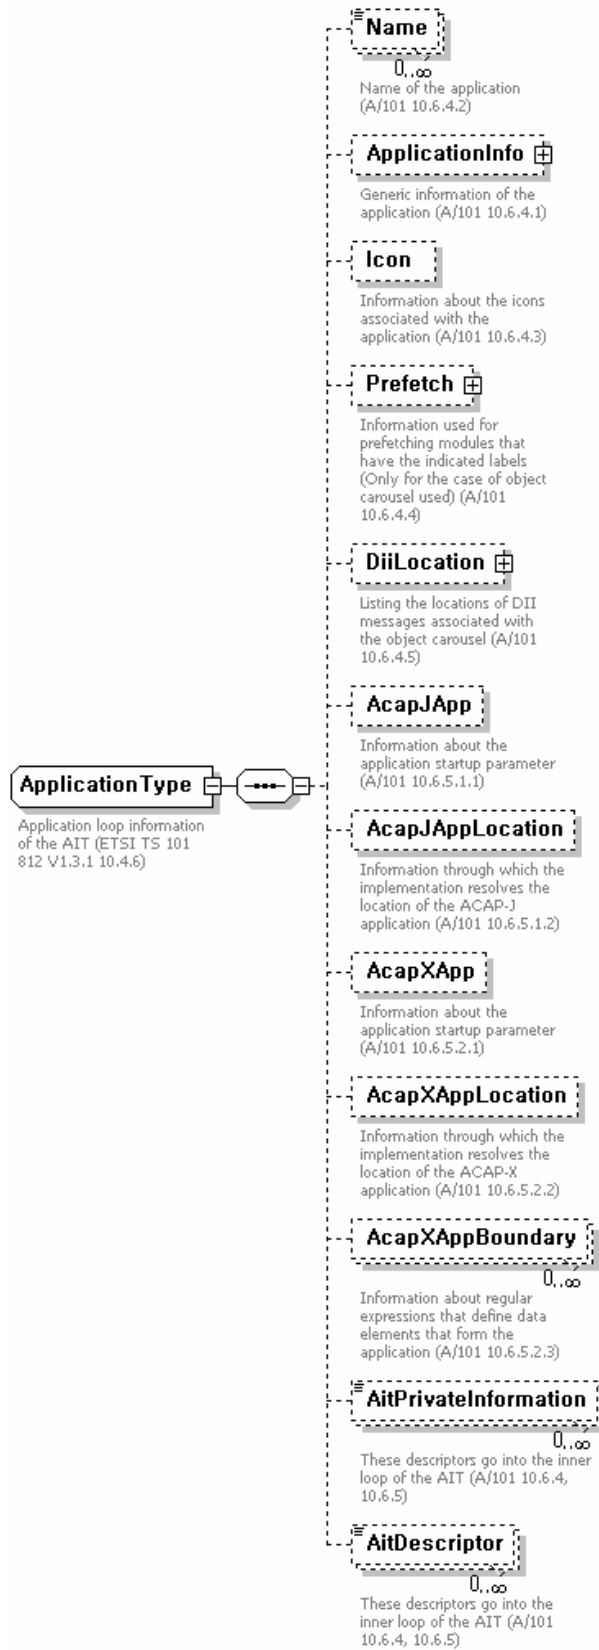 Name
0..∞
Name of the application
(A/101 10.6.4.2)
ApplicationInfo
Generic information of the
application (A/101 10.6.4.1)
Icon
Information about the icons
associated with the
application (A/101 10.6.4.3)
Prefetch
Information used for
prefetching modules that
have the indicated labels
(Only for the case of object
carousel used) (A/101
10.6.4.4)
DiiLocation
Listing the locations of DII
messages associated with
the object carousel (A/101
10.6.4.5)
AcapJApp
Information about the
application startup parameter
(A/101 10.6.5.1.1)
ApplicationType
Application loop information
of the AIT (ETSI TS 101
812 V1.3.1 10.4.6)
AcapJAppLocation
Information through which the
implementation resolves the
location of the ACAP-J
application (A/101 10.6.5.1.2)
AcapXApp
Information about the
application startup parameter
(A/101 10.6.5.2.1)
AcapXAppLocation
Information through which the
implementation resolves the
location of the ACAP-X
application (A/101 10.6.5.2.2)
AcapXAppBoundary
0..∞
Information about regular
expressions that define data
elements that form the
application (A/101 10.6.5.2.3)
AitPrivateInformation
0..∞
These descriptors go into the inner
loop of the AIT (A/101 10.6.4,
10.6.5)
AitDescriptor
0..∞
These descriptors go into the
inner loop of the AIT (A/101
10.6.4, 10.6.5)